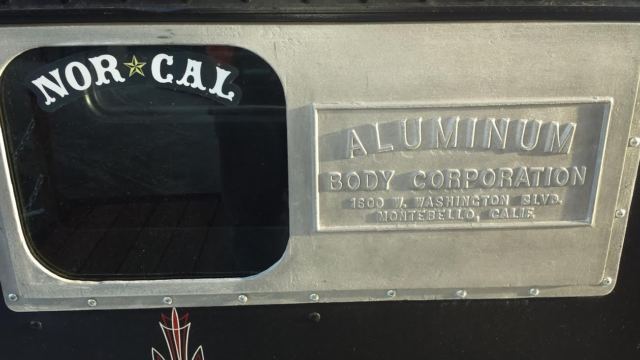 NOR★CAL
ALUMINUM
BODY CORPORATION
1600 W. WASHINGTON BLVD.
MONTEBELLO, CALIF.